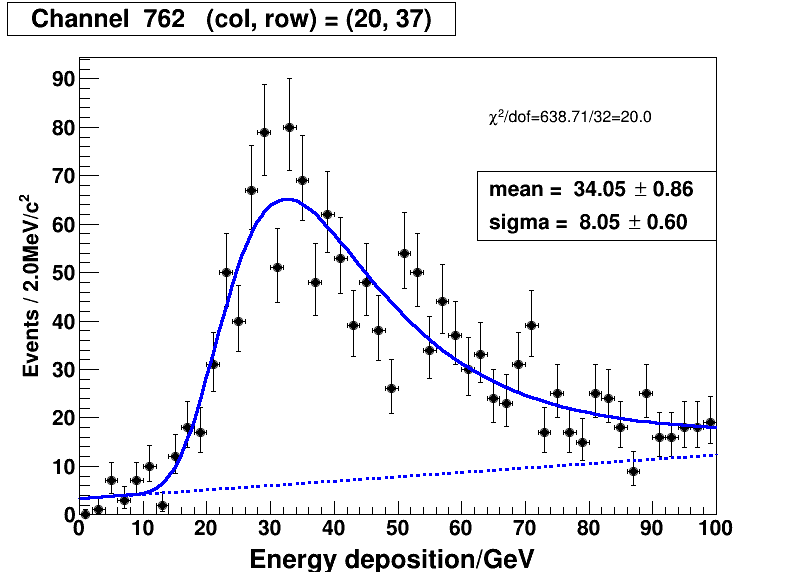 Channel 762 (col, row) = (20, 37)
χ²/dof=638.71/32=20.0
mean = 34.05 ± 0.86
sigma = 8.05 ± 0.60
Events / 2.0MeV/c²
90
80
70
60
50
40
30
20
10
0
0 10 20 30 40 50 60 70 80 90 100
Energy deposition/GeV